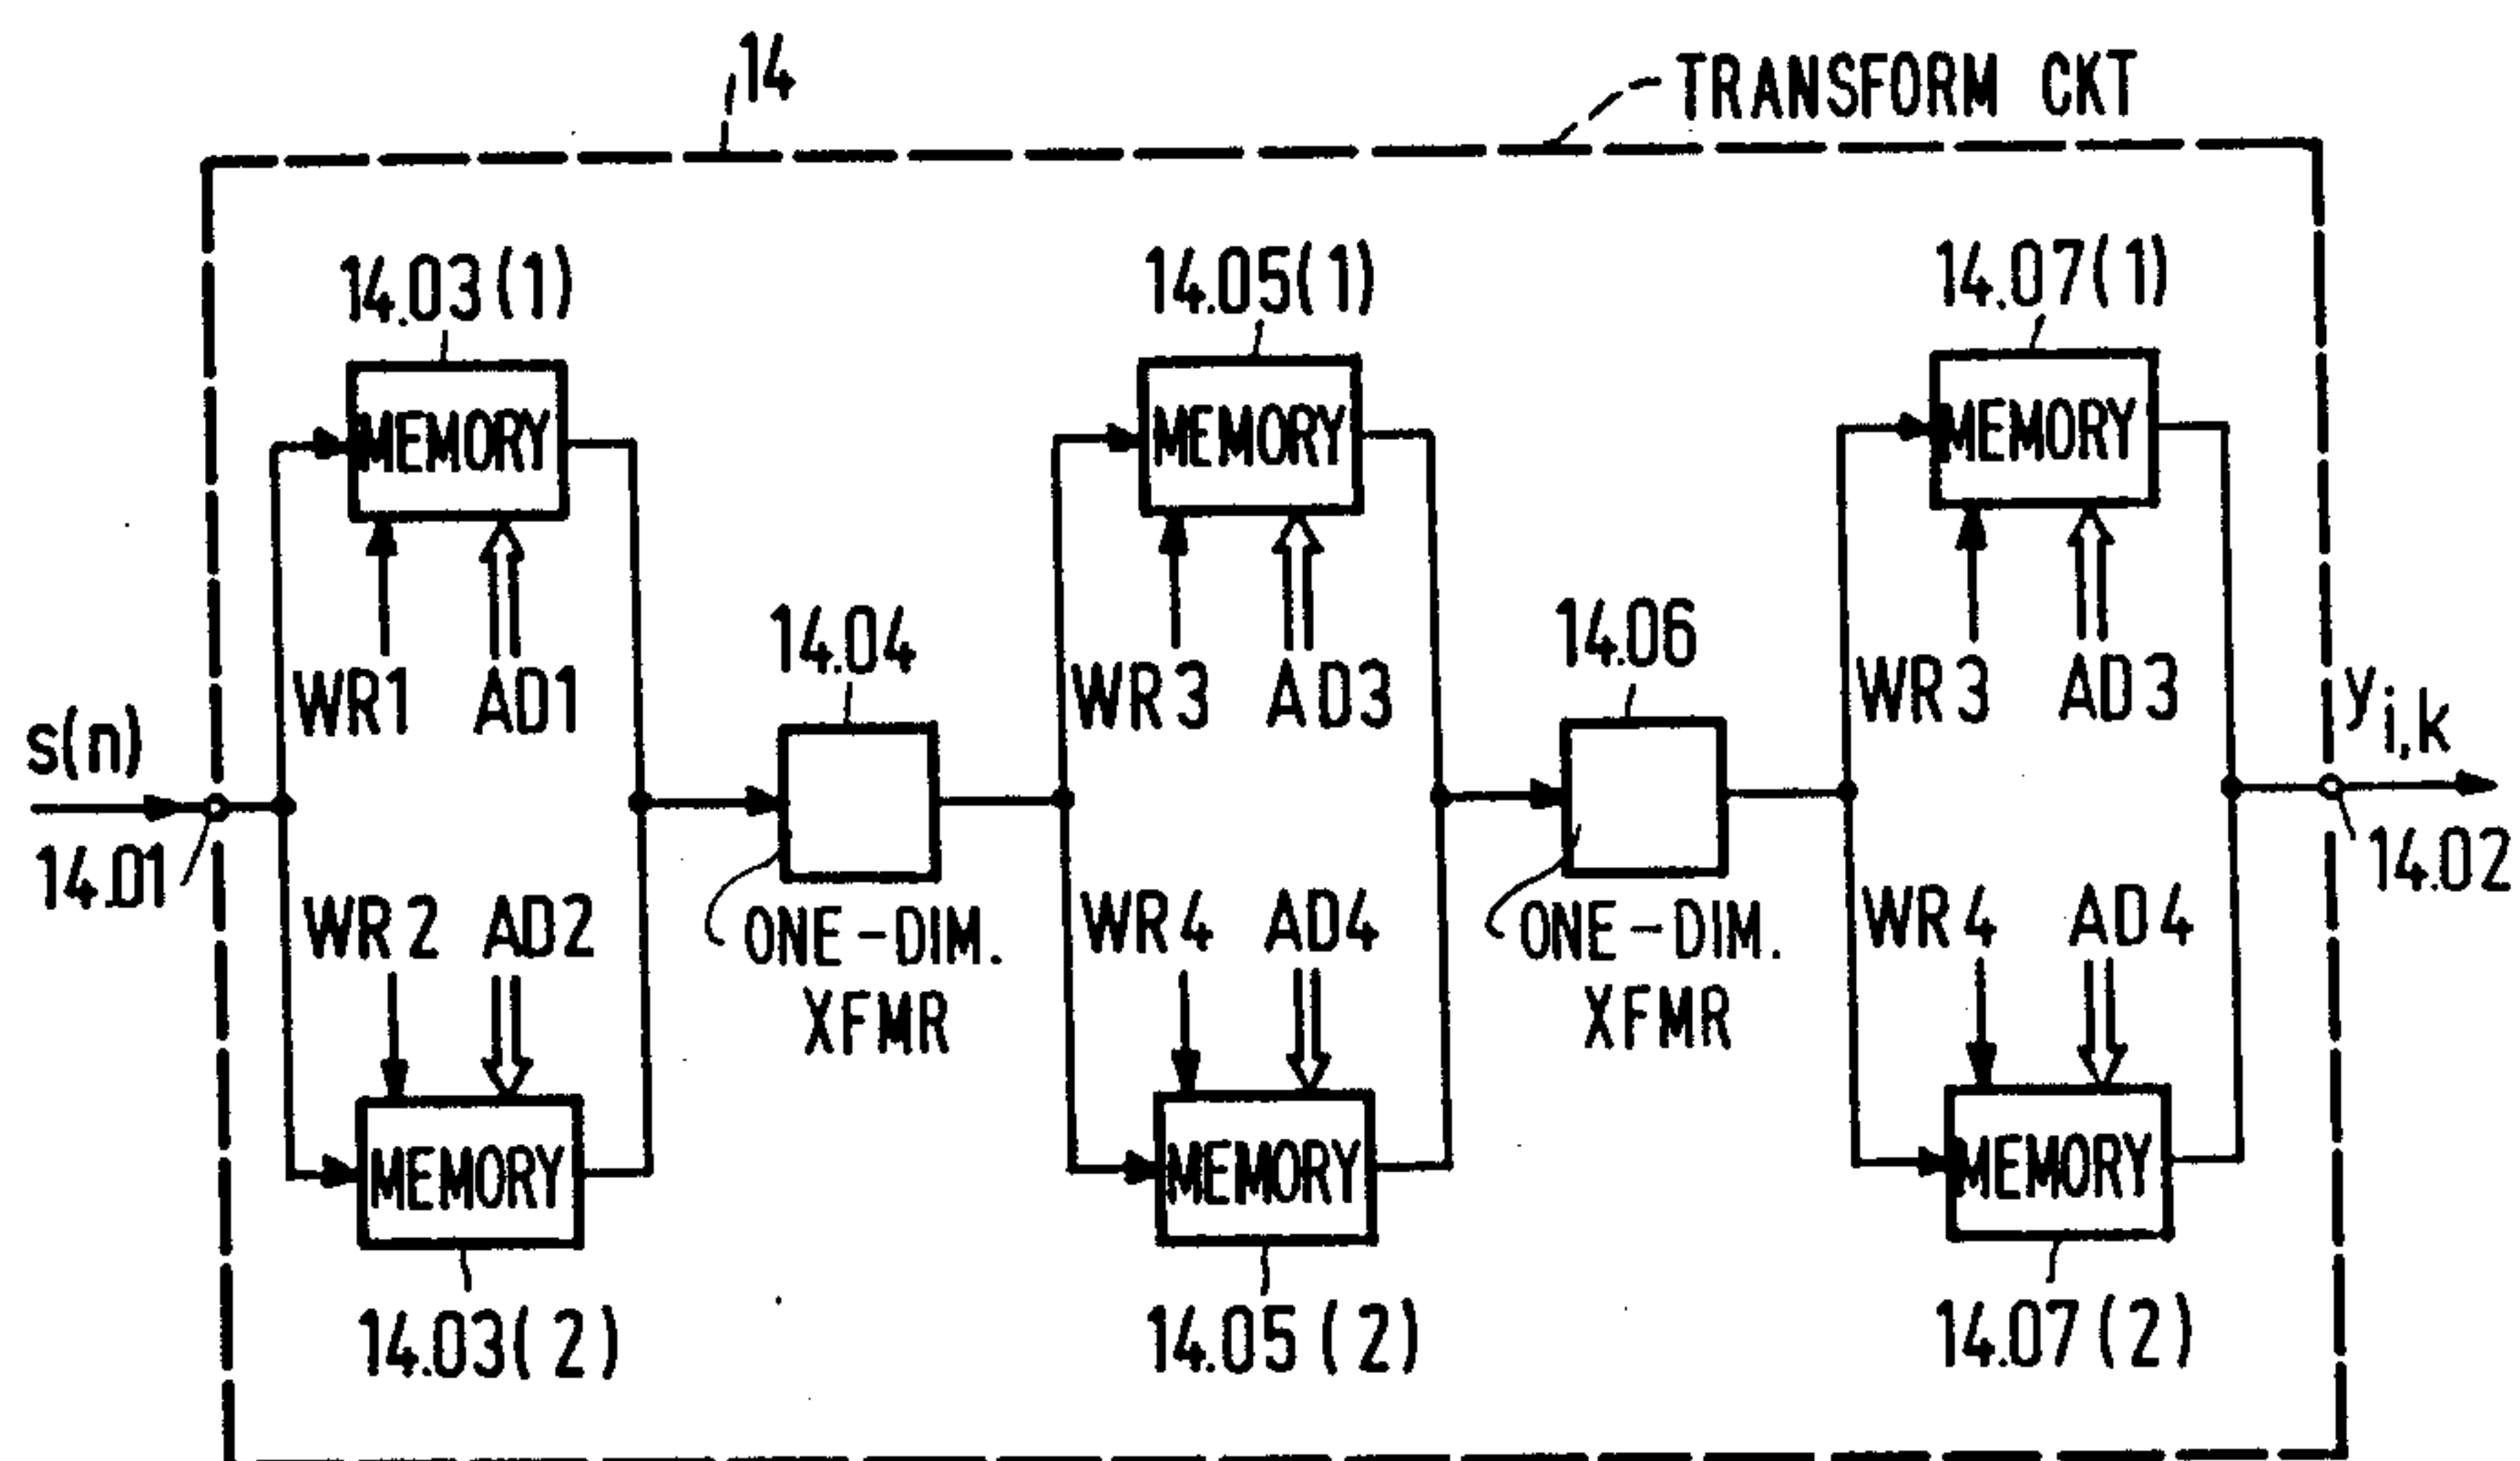 14
TRANSFORM CKT
14.03(1)
14.05(1)
14.07(1)
MEMORY
MEMORY
MEMORY
14.04
14.06
WR1 AD1
WR3 AD3
WR3 AD3
s(n)
yi,k
14.01
14.02
WR2 AD2
ONE-DIM.
XFMR
WR4 AD4
ONE-DIM.
XFMR
WR4 AD4
MEMORY
MEMORY
MEMORY
14.03(2)
14.05(2)
14.07(2)